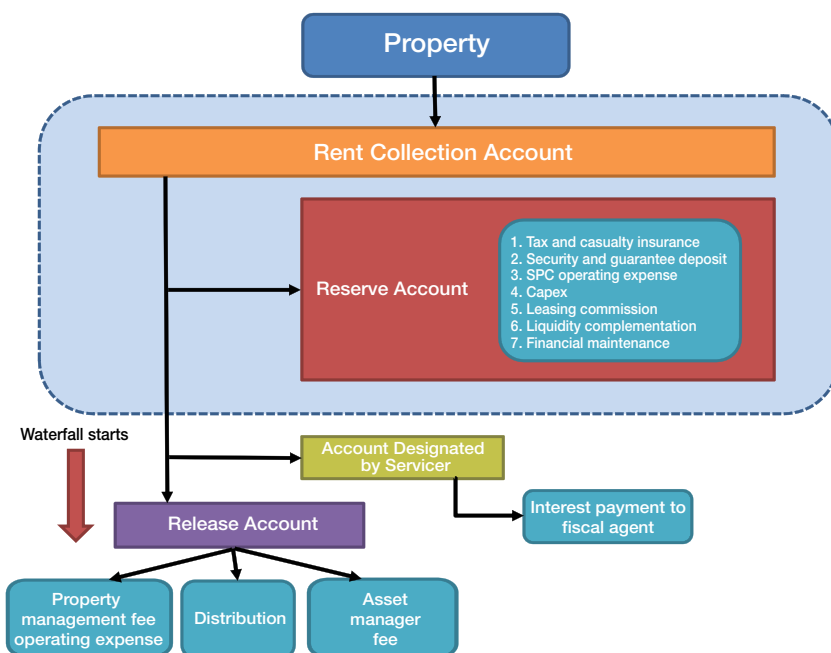 Property
Rent Collection Account
Reserve Account
1. Tax and casualty insurance
2. Security and guarantee deposit
3. SPC operating expense
4. Capex
5. Leasing commission
6. Liquidity complementation
7. Financial maintenance
Waterfall starts
Account Designated
by Servicer
Interest payment to
fiscal agent
Release Account
Property
management fee
operating expense
Distribution
Asset
manager
fee